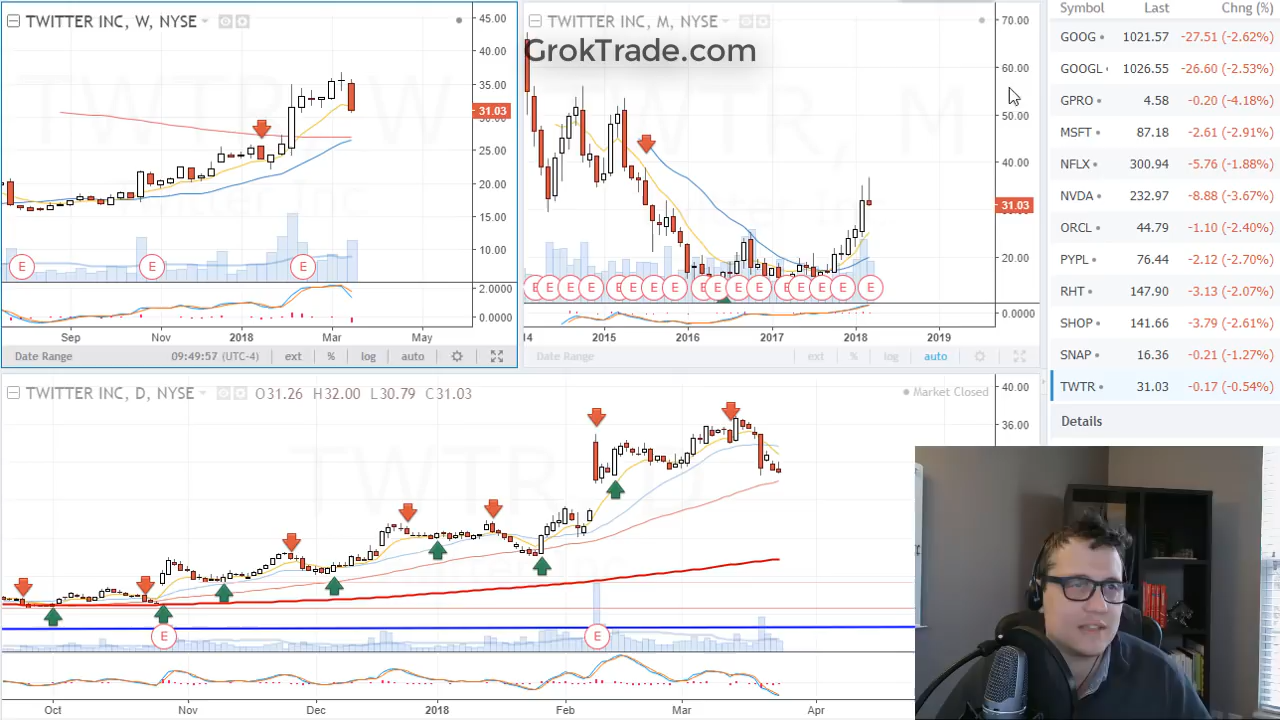 TWITTER INC, W, NYSE
45.00
40.00
35.00
31.03
30.00
25.00
20.00
15.00
10.00
2.0000
0.0000
Sep
Nov
2018
Mar
May
Date Range
09:49:57 (UTC-4)
ext
%
log
auto
TWITTER INC, M, NYSE
GrokTrade.com
70.00
60.00
50.00
40.00
31.03
20.00
0.0000
14
2015
2016
2017
2018
2019
Date Range
ext
%
log
auto
TWITTER INC, D, NYSE
O31.26 H32.00 L30.79 C31.03
Market Closed
40.00
36.00
E
E
Oct
Nov
Dec
2018
Feb
Mar
Apr
Symbol Last Chng (%)
GOOG 1021.57 -27.51 (-2.62%)
GOOGL 1026.55 -26.60 (-2.53%)
GPRO 4.58 -0.20 (-4.18%)
MSFT 87.18 -2.61 (-2.91%)
NFLX 300.94 -5.76 (-1.88%)
NVDA 232.97 -8.88 (-3.67%)
ORCL 44.79 -1.10 (-2.40%)
PYPL 76.44 -2.12 (-2.70%)
RHT 147.90 -3.13 (-2.07%)
SHOP 141.66 -3.79 (-2.61%)
SNAP 16.36 -0.21 (-1.27%)
TWTR 31.03 -0.17 (-0.54%)
Details